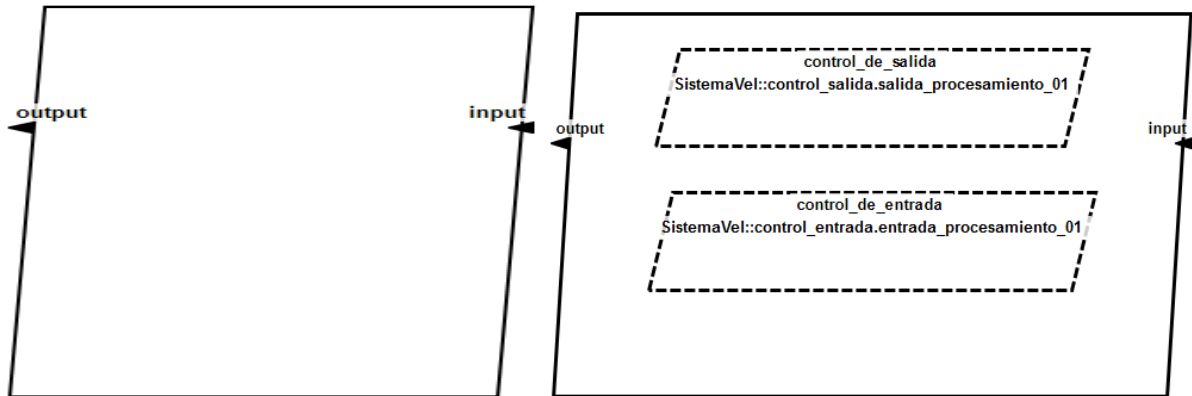 output
input
control_de_salida
SistemaVel::control_salida.salida_procesamiento_01
output
input
control_de_entrada
SistemaVel::control_entrada.entrada_procesamiento_01